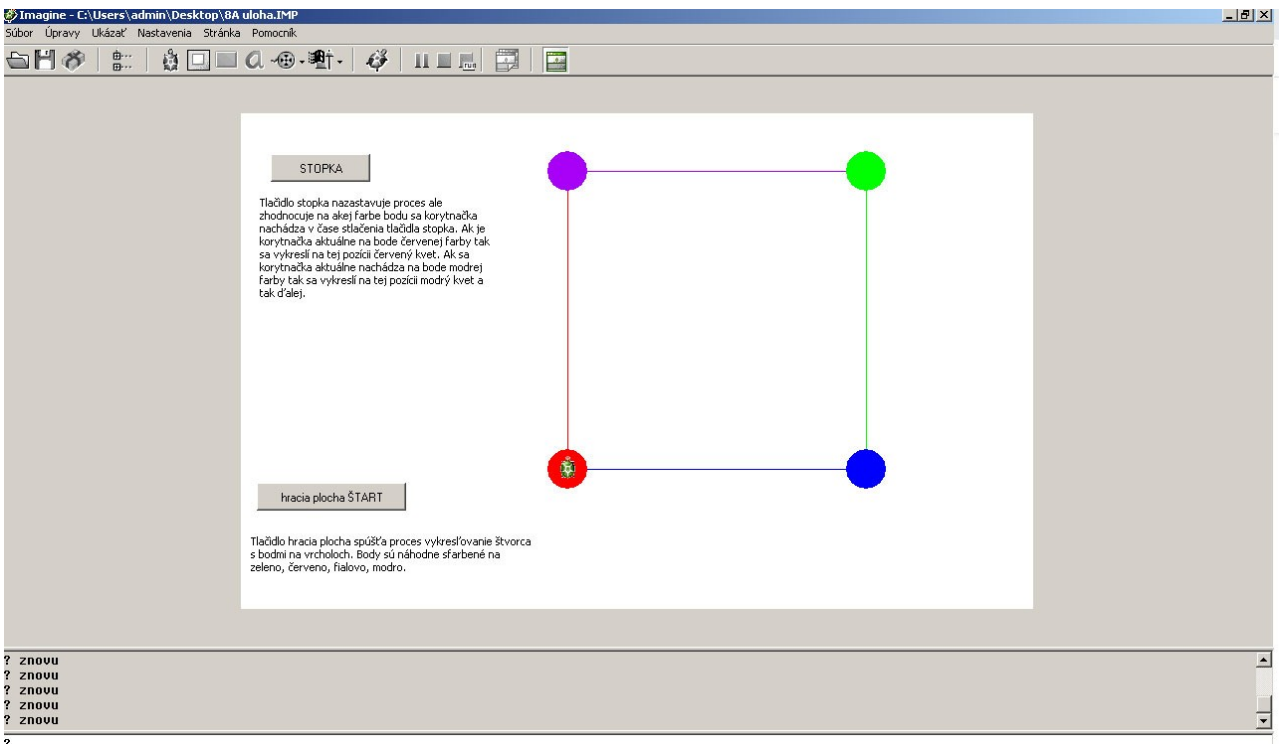 Imagine - C:\Users\admin\Desktop\8A uloha.IMP
Súbor Úpravy Ukázať Nastavenia Stránka Pomocník
STOPKA
Tlačidlo stopka nazastavuje proces ale
zhodnocuje na akej farbe bodu sa korytnačka
nachádza v čase stlačenia tlačidla stopka. Ak je
korytnačka aktuálne na bode červenej farby tak
sa vykreslí na tej pozícii červený kvet. Ak sa
korytnačka aktuálne nachádza na bode modrej
farby tak sa vykreslí na tej pozícii modrý kvet a
tak ďalej.
hracia plocha ŠTART
Tlačidlo hracia plocha spúšťa proces vykresľovanie štvorca
s bodmi na vrcholoch. Body sú náhodne sfarbené na
zeleno, červeno, fialovo, modro.
? znovu
? znovu
? znovu
? znovu
? znovu
?